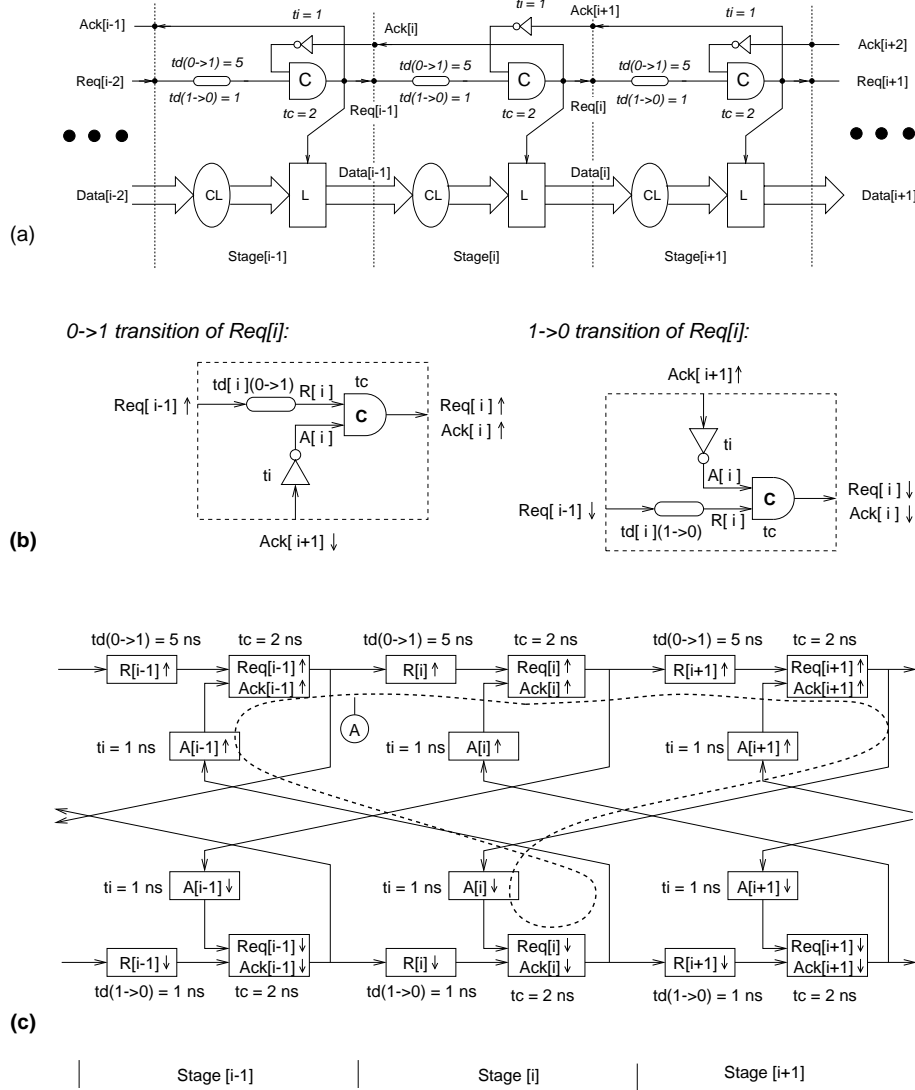 Ack[i-1]
ti = 1
Ack[i]
ti = 1
Ack[i+1]
ti = 1
Ack[i+2]
Req[i-2]
td(0->1) = 5
td(1->0) = 1
C
tc = 2
Req[i-1]
td(0->1) = 5
td(1->0) = 1
C
tc = 2
Req[i]
td(0->1) = 5
td(1->0) = 1
C
tc = 2
Req[i+1]
Data[i-2]
CL
L
Data[i-1]
CL
L
Data[i]
CL
L
Data[i+1]
(a)
Stage[i-1]
Stage[i]
Stage[i+1]
0->1 transition of Req[i]:
td[ i ](0->1)
tc
Req[ i-1]
R[ i ]
C
Req[ i ]
Ack[ i ]
A[ i ]
ti
Ack[ i+1]
1->0 transition of Req[i]:
Ack[ i+1]
ti
A[ i ]
C
Req[ i-1]
R[ i ]
td[ i ](1->0)
tc
Req[ i ]
Ack[ i ]
(b)
td(0->1) = 5 ns
tc = 2 ns
td(0->1) = 5 ns
tc = 2 ns
td(0->1) = 5 ns
tc = 2 ns
R[i-1]
Req[i-1]
Ack[i-1]
R[i]
Req[i]
Ack[i]
R[i+1]
Req[i+1]
Ack[i+1]
A
ti = 1 ns
A[i-1]
ti = 1 ns
A[i]
ti = 1 ns
A[i+1]
ti = 1 ns
A[i-1]
ti = 1 ns
A[i]
ti = 1 ns
A[i+1]
R[i-1]
Req[i-1]
Ack[i-1]
R[i]
Req[i]
Ack[i]
R[i+1]
Req[i+1]
Ack[i+1]
td(1->0) = 1 ns
tc = 2 ns
td(1->0) = 1 ns
tc = 2 ns
td(1->0) = 1 ns
tc = 2 ns
(c)
Stage [i-1]
Stage [i]
Stage [i+1]